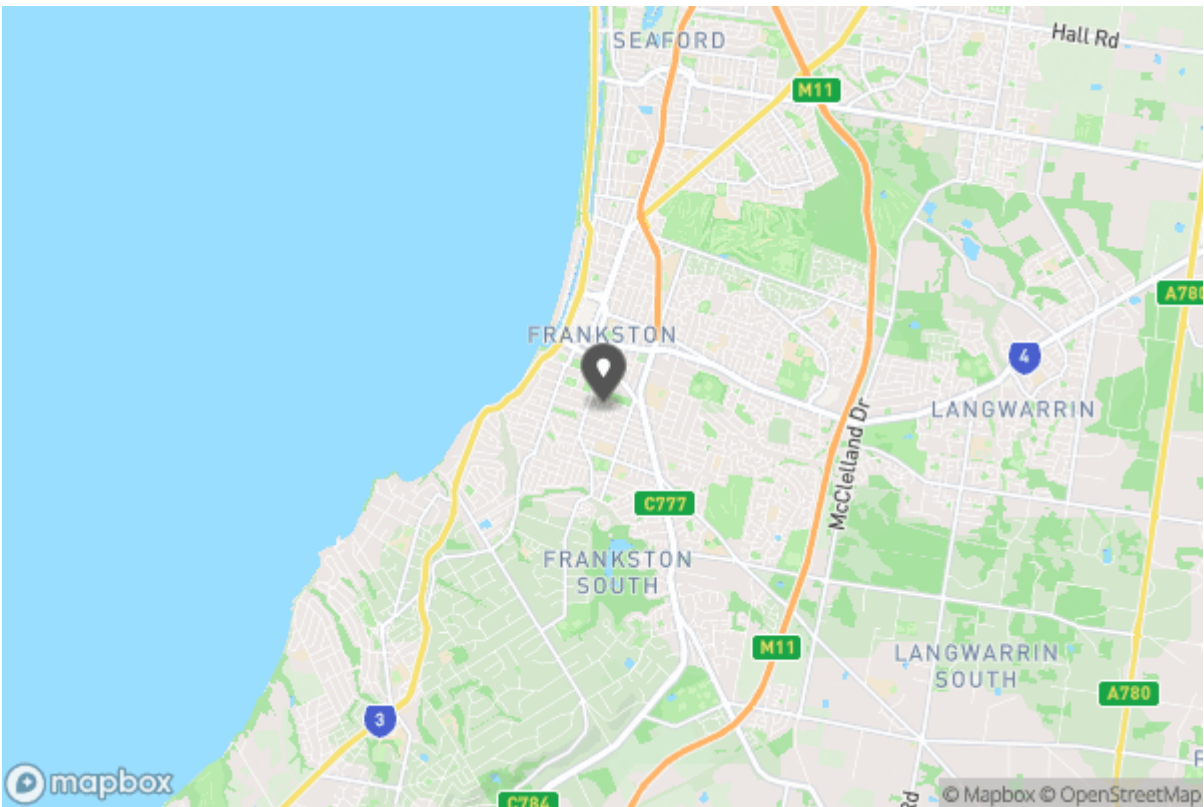 SEAFORD
Hall Rd
M11
A780
FRANKSTON
4
LANGWARRIN
McClelland Dr
C777
FRANKSTON
SOUTH
M11
LANGWARRIN
SOUTH
A780
3
F
mapbox
C784
Rd
© Mapbox © OpenStreetMap